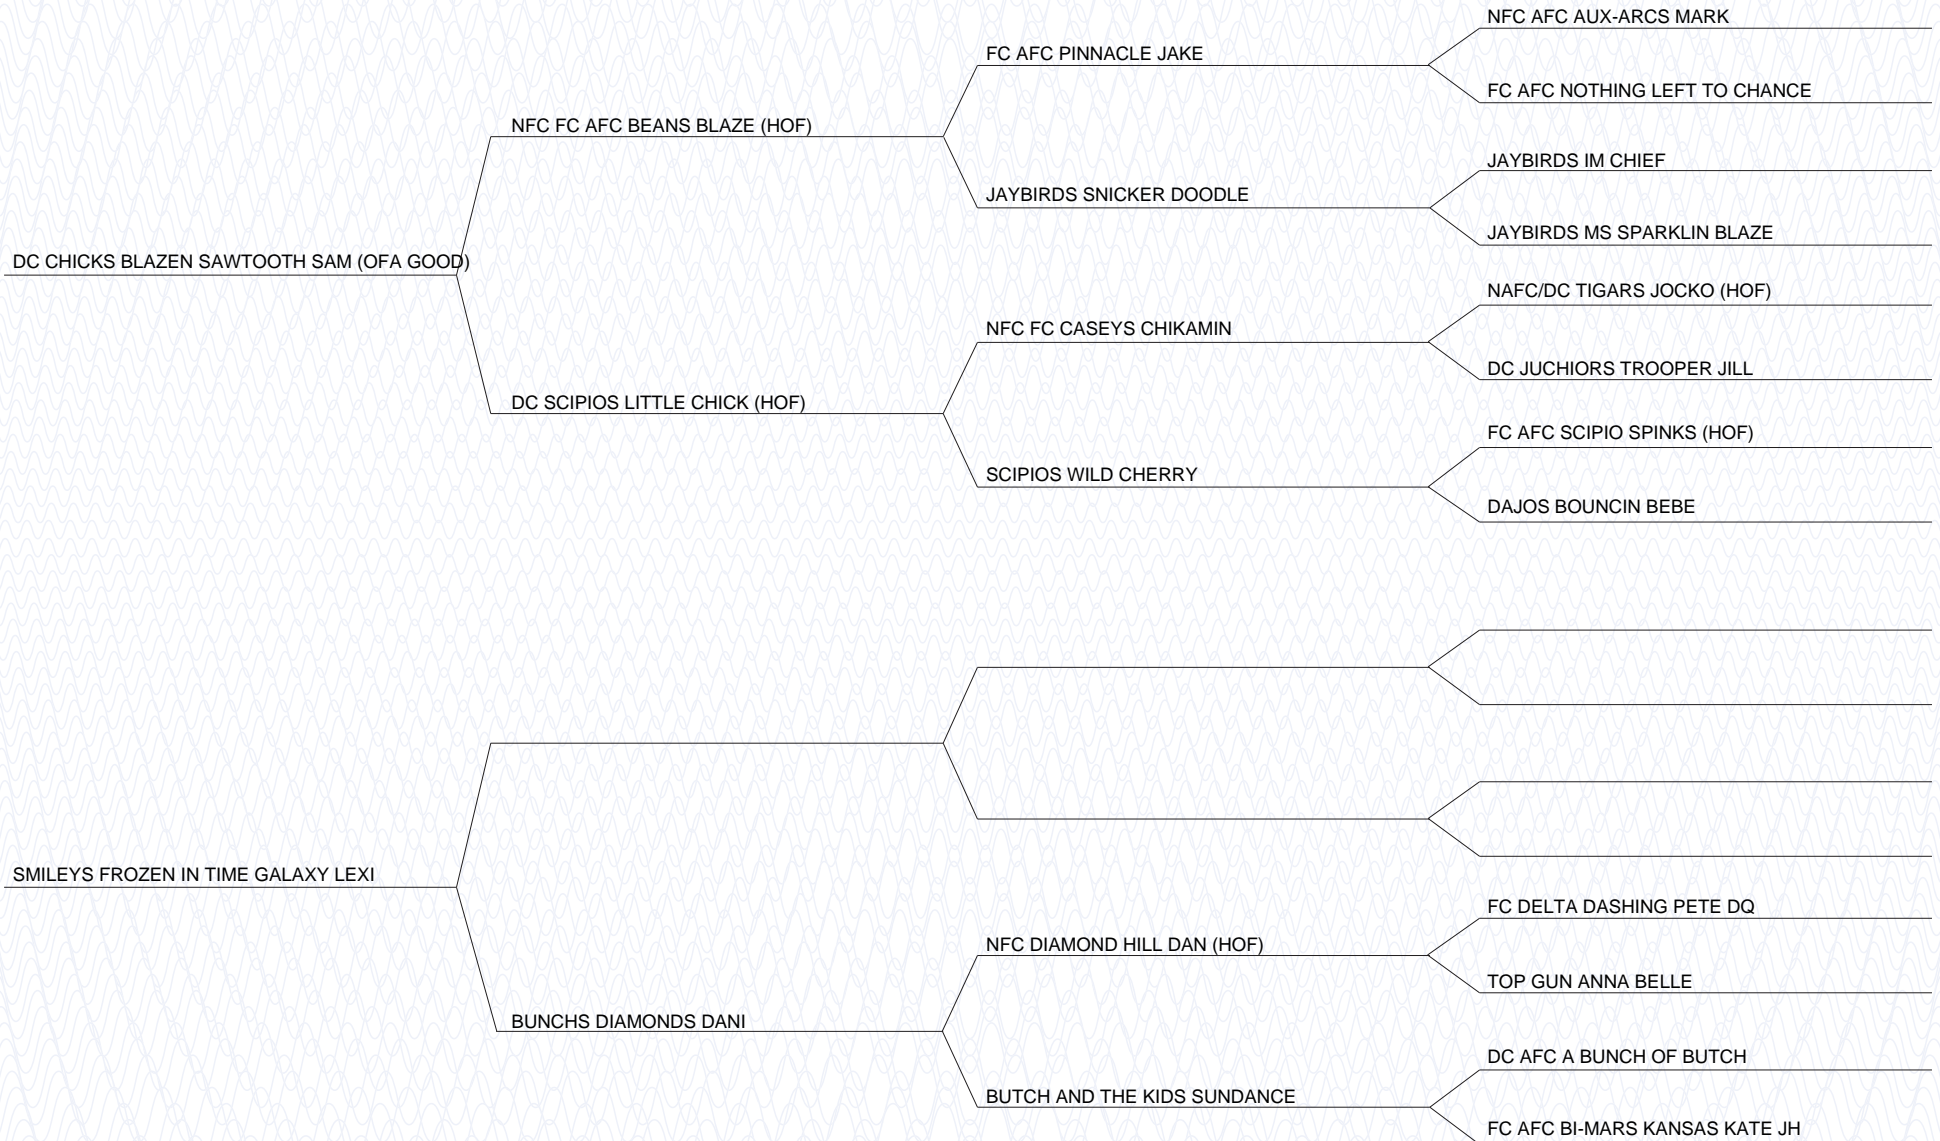 NFC AFC AUX-ARCS MARK
FC AFC PINNACLE JAKE
FC AFC NOTHING LEFT TO CHANCE
NFC FC AFC BEANS BLAZE (HOF)
JAYBIRDS IM CHIEF
JAYBIRDS SNICKER DOODLE
JAYBIRDS MS SPARKLIN BLAZE
DC CHICKS BLAZEN SAWTOOTH SAM (OFA GOOD)
NAFC/DC TIGARS JOCKO (HOF)
NFC FC CASEYS CHIKAMIN
DC JUCHIORS TROOPER JILL
DC SCIPIOS LITTLE CHICK (HOF)
FC AFC SCIPIO SPINKS (HOF)
SCIPIOS WILD CHERRY
DAJOS BOUNCIN BEBE
SMILEYS FROZEN IN TIME GALAXY LEXI
FC DELTA DASHING PETE DQ
NFC DIAMOND HILL DAN (HOF)
TOP GUN ANNA BELLE
BUNCHS DIAMONDS DANI
DC AFC A BUNCH OF BUTCH
BUTCH AND THE KIDS SUNDANCE
FC AFC BI-MARS KANSAS KATE JH